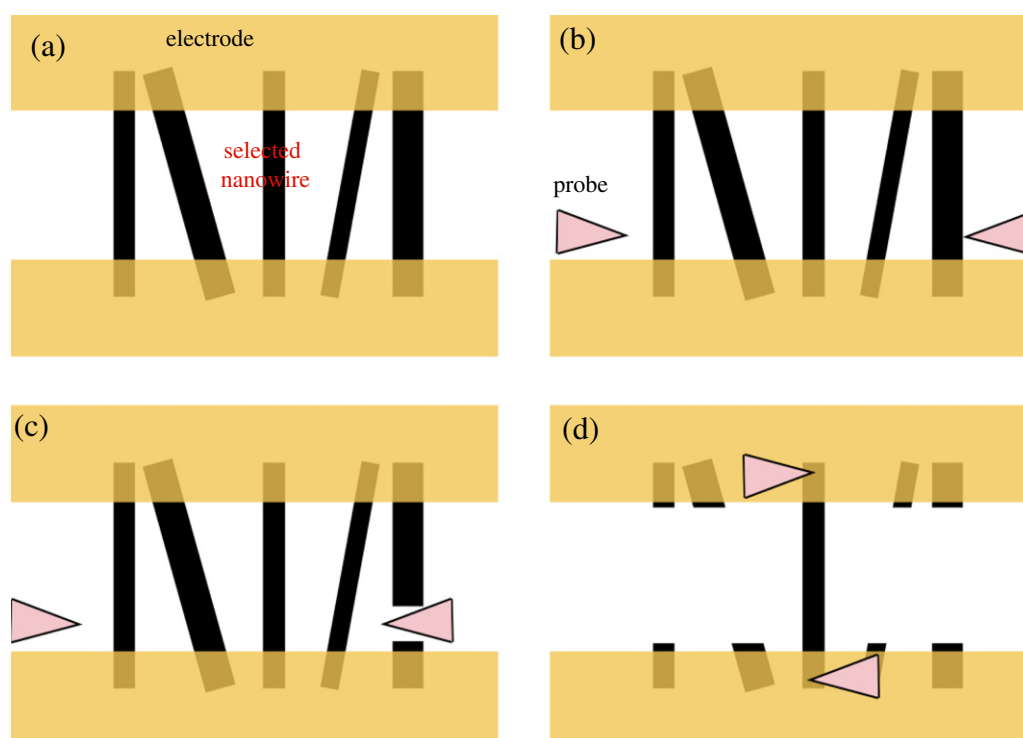 (a)
electrode
selected
nanowire
(b)
probe
(c)
(d)